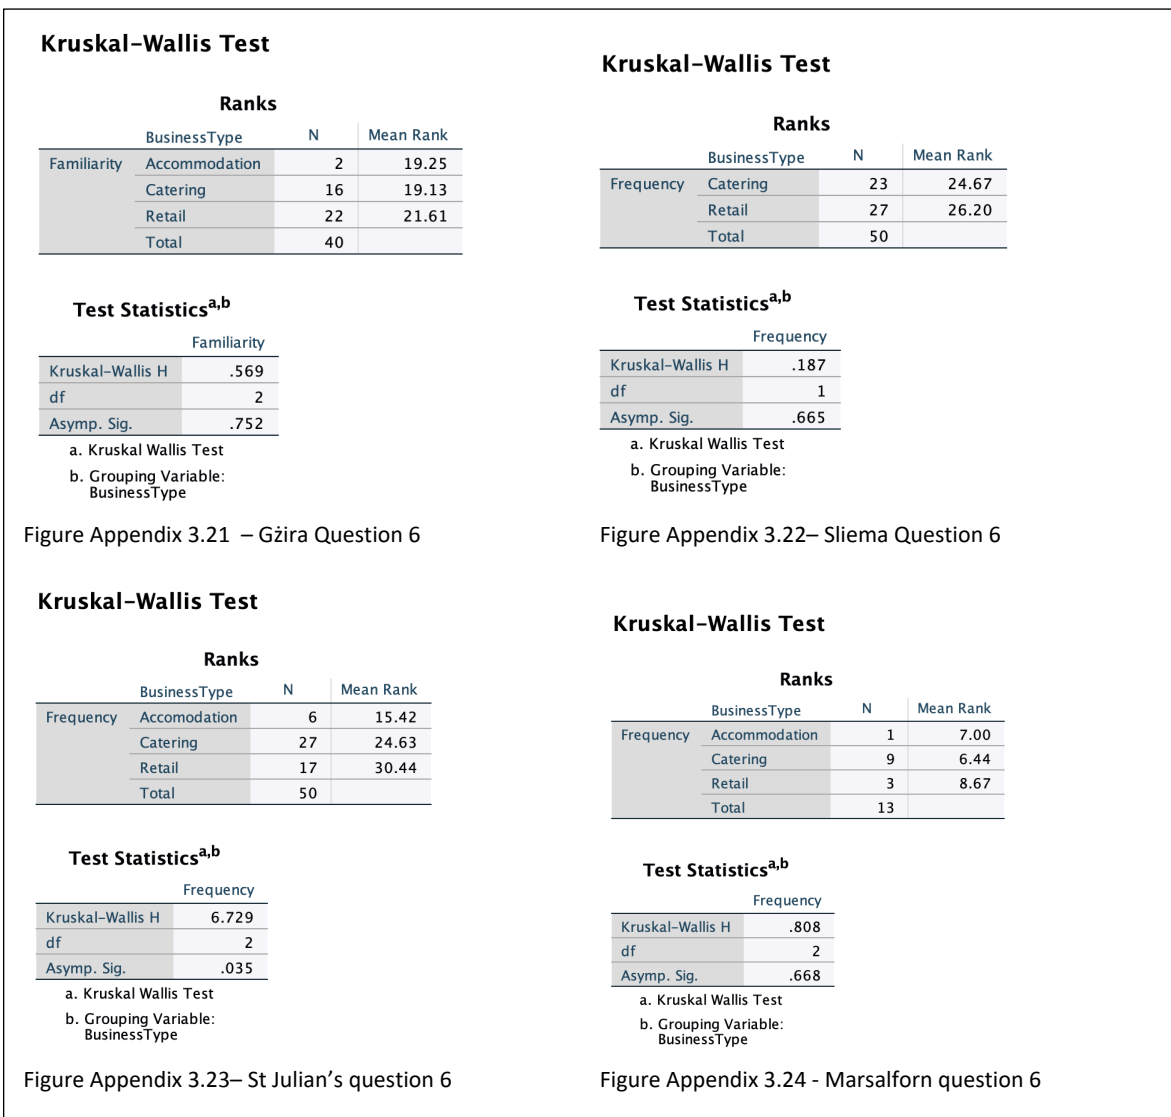 Kruskal–Wallis Test
Ranks
BusinessType N Mean Rank
Familiarity Accommodation 2 19.25
Catering 16 19.13
Retail 22 21.61
Total 40
Test Statisticsa,b
Familiarity
Kruskal–Wallis H .569
df 2
Asymp. Sig. .752
a. Kruskal Wallis Test
b. Grouping Variable:
BusinessType
Figure Appendix 3.21 – Gżira Question 6
Kruskal–Wallis Test
Ranks
BusinessType N Mean Rank
Frequency Catering 23 24.67
Retail 27 26.20
Total 50
Test Statisticsa,b
Frequency
Kruskal–Wallis H .187
df 1
Asymp. Sig. .665
a. Kruskal Wallis Test
b. Grouping Variable:
BusinessType
Figure Appendix 3.22– Sliema Question 6
Kruskal–Wallis Test
Ranks
BusinessType N Mean Rank
Frequency Accomodation 6 15.42
Catering 27 24.63
Retail 17 30.44
Total 50
Test Statisticsa,b
Frequency
Kruskal–Wallis H 6.729
df 2
Asymp. Sig. .035
a. Kruskal Wallis Test
b. Grouping Variable:
BusinessType
Figure Appendix 3.23– St Julian’s question 6
Kruskal–Wallis Test
Ranks
BusinessType N Mean Rank
Frequency Accommodation 1 7.00
Catering 9 6.44
Retail 3 8.67
Total 13
Test Statisticsa,b
Frequency
Kruskal–Wallis H .808
df 2
Asymp. Sig. .668
a. Kruskal Wallis Test
b. Grouping Variable:
BusinessType
Figure Appendix 3.24 - Marsalforn question 6